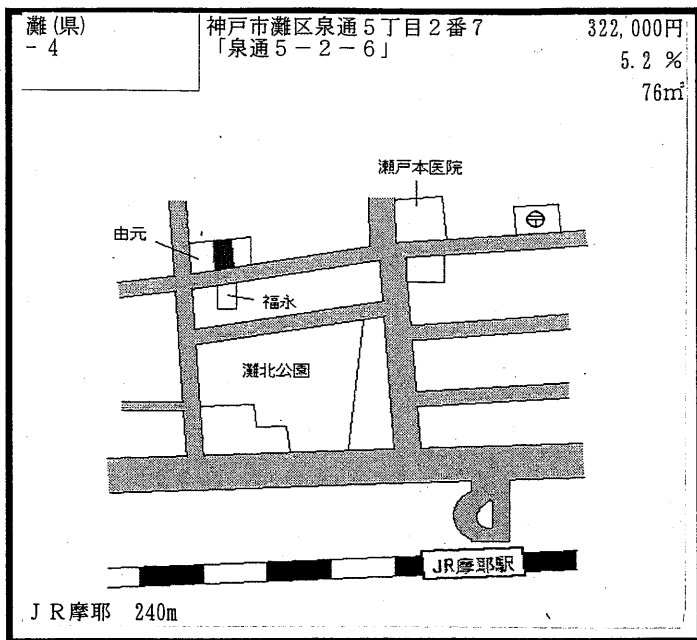 灘(県)
- 4
神戸市灘区泉通５丁目２番７
「泉通５－２－６」
322,000円
5.2 %
76㎡
瀬戸本医院
由元
〒
福永
灘北公園
JR摩耶駅
ＪＲ摩耶 240m